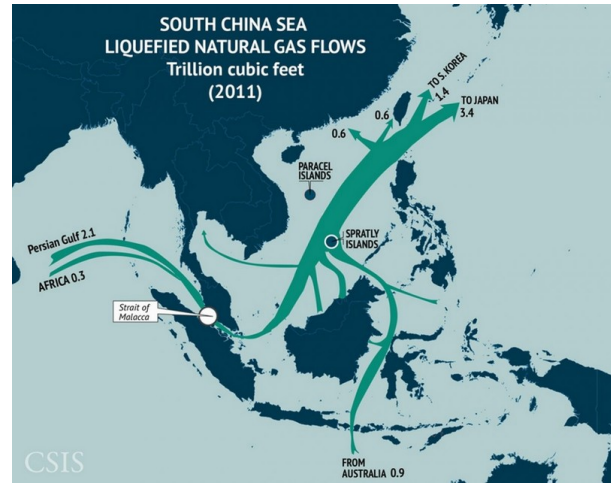 SOUTH CHINA SEA
LIQUEFIED NATURAL GAS FLOWS
Trillion cubic feet
(2011)
TO S. KOREA
1.4
TO JAPAN
3.4
0.6
0.6
PARACEL
ISLANDS
SPRATLY
ISLANDS
Persian Gulf 2.1
AFRICA 0.3
Strait of
Malacca
FROM
AUSTRALIA 0.9
CSIS